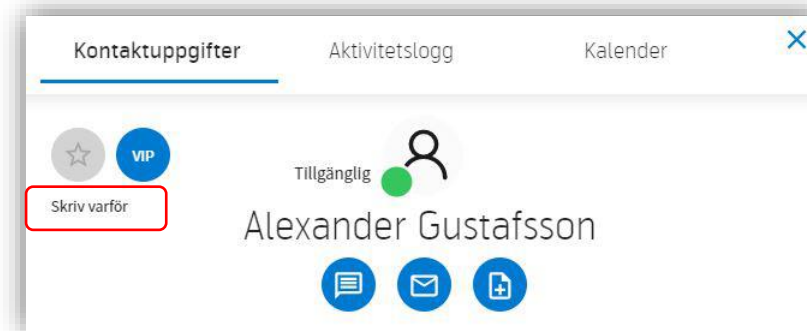 Kontaktuppgifter Aktivitetslogg Kalender
VIP
Tillgänglig
Skriv varför
Alexander Gustafsson